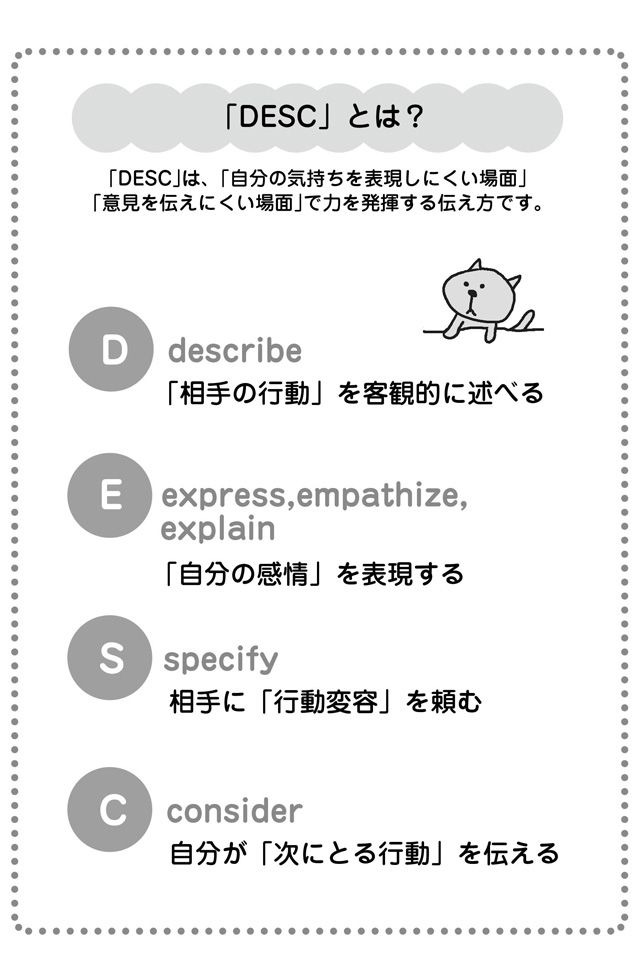 「DESC」とは？
「DESC」は、「自分の気持ちを表現しにくい場面」
「意見を伝えにくい場面」で力を発揮する伝え方です。
D
describe
「相手の行動」を客観的に述べる
E
express,empathize,
explain
「自分の感情」を表現する
S
specify
相手に「行動変容」を頼む
C
consider
自分が「次にとる行動」を伝える